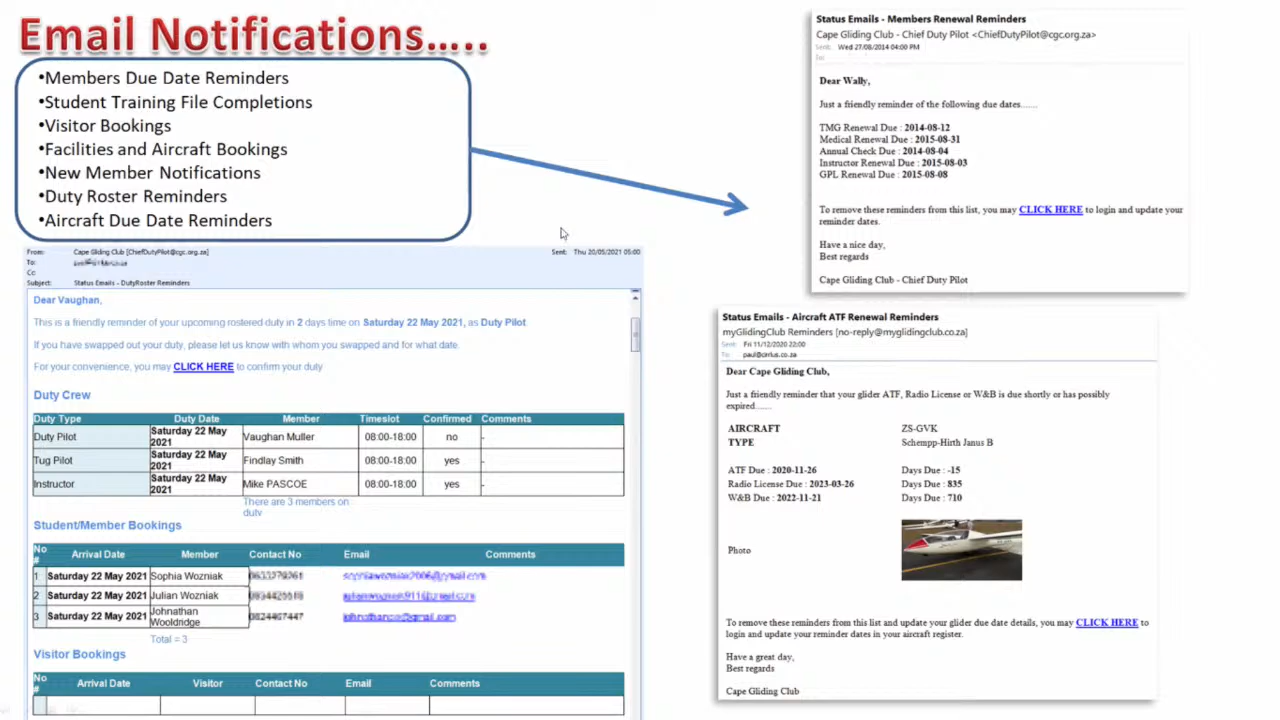 Email Notifications.....
•Members Due Date Reminders
•Student Training File Completions
•Visitor Bookings
•Facilities and Aircraft Bookings
•New Member Notifications
•Duty Roster Reminders
•Aircraft Due Date Reminders
From: Cape Gliding Club [ChiefDutyPilot@cgc.org.za] Sent: Thu 20/05/2021 05:00
To:
Cc
Subject: Status Emails - DutyRoster Reminders
Dear Vaughan,
This is a friendly reminder of your upcoming rostered duty in 2 days time on Saturday 22 May 2021, as Duty Pilot
If you have swapped out your duty, please let us know with whom you swapped and for what date.
For your convenience, you may CLICK HERE to confirm your duty
Duty Crew
Duty Type Duty Date Member Timeslot Confirmed Comments
Duty Pilot Saturday 22 May 2021 Vaughan Muller 08:00-18:00 no -
Tug Pilot Saturday 22 May 2021 Findlay Smith 08:00-18:00 yes -
Instructor Saturday 22 May 2021 Mike PASCOE 08:00-18:00 yes -
There are 3 members on
duty
Student/Member Bookings
No # Arrival Date Member Contact No Email Comments
1 Saturday 22 May 2021 Sophia Wozniak
2 Saturday 22 May 2021 Julian Wozniak
3 Saturday 22 May 2021 Johnathan Wooldridge
Total = 3
Visitor Bookings
No # Arrival Date Visitor Contact No Email Comments
Status Emails - Members Renewal Reminders
Cape Gliding Club - Chief Duty Pilot <ChiefDutyPilot@cgc.org.za>
Sent: Wed 27/08/2014 04:00 PM
To:
Dear Wally,
Just a friendly reminder of the following due dates......
TMG Renewal Due : 2014-08-12
Medical Renewal Due : 2015-08-31
Annual Check Due : 2014-08-04
Instructor Renewal Due : 2015-08-03
GPL Renewal Due : 2015-08-08
To remove these reminders from this list, you may CLICK HERE to login and update your
reminder dates.
Have a nice day,
Best regards
Cape Gliding Club - Chief Duty Pilot
Status Emails - Aircraft ATF Renewal Reminders
myGlidingClub Reminders [no-reply@myglidingclub.co.za]
Sent: Fri 11/12/2020 22:00
To: paul@cirrius.co.za
Dear Cape Gliding Club,
Just a friendly reminder that your glider ATF, Radio License or W&B is due shortly or has possibly
expired......
AIRCRAFT ZS-GVK
TYPE Schempp-Hirth Janus B
ATF Due : 2020-11-26 Days Due : -15
Radio License Due : 2023-03-26 Days Due : 835
W&B Due : 2022-11-21 Days Due : 710
Photo
To remove these reminders from this list and update your glider due date details, you may CLICK HERE to
login and update your reminder dates in your aircraft register.
Have a great day,
Best regards
Cape Gliding Club